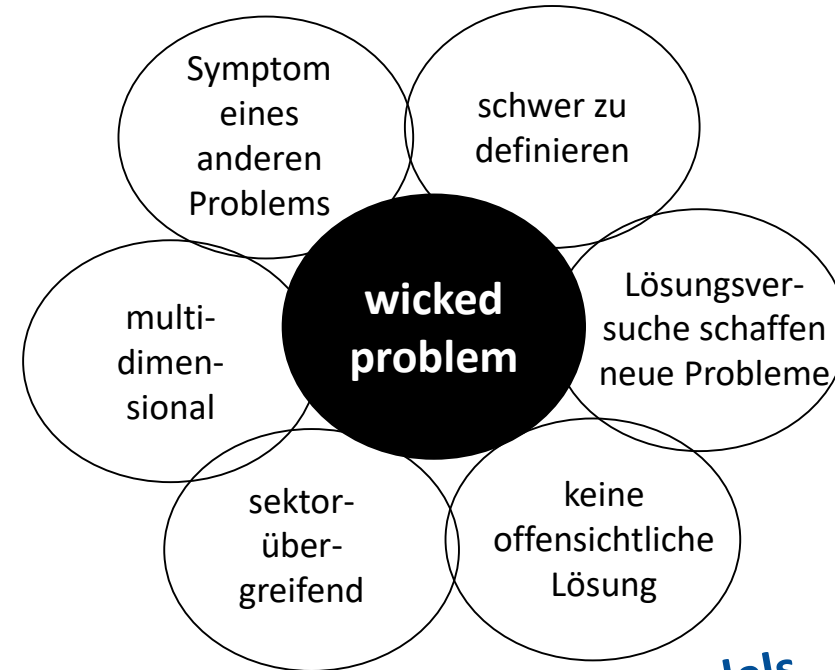 Symptom
eines
anderen
Problems
schwer zu
definieren
wicked
problem
Lösungsver-
suche schaffen
neue Probleme
multi-
dimen-
sional
sektor-
über-
greifend
keine
offensichtliche
Lösung